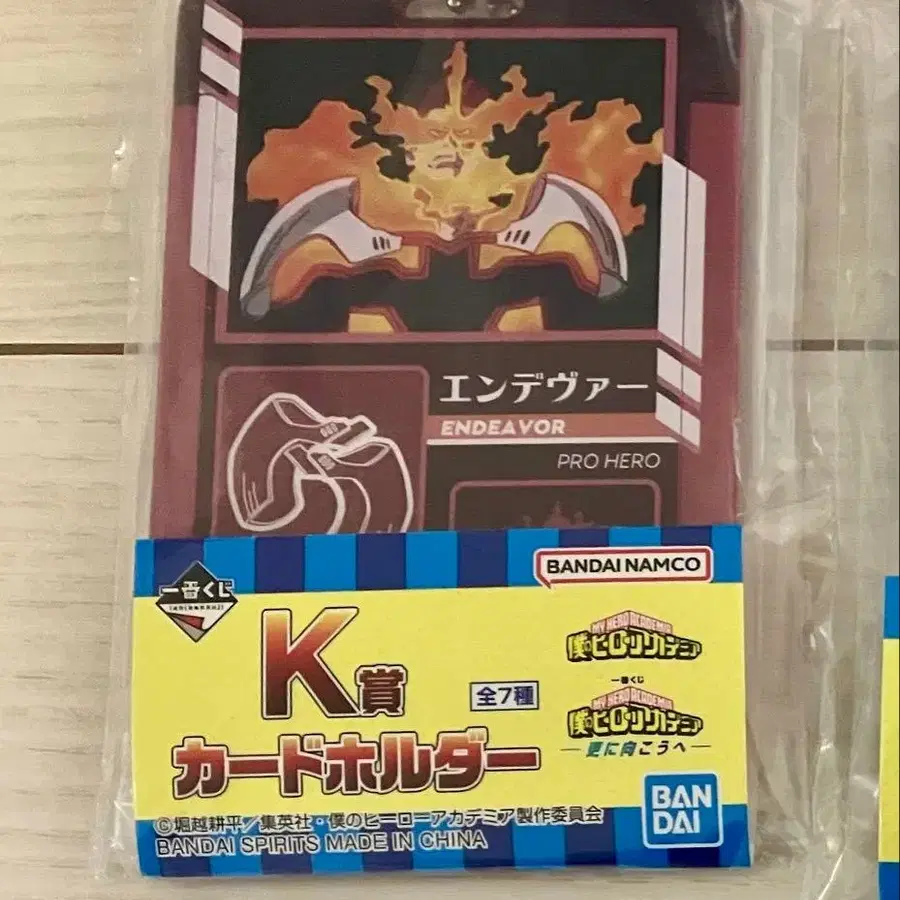 エンデヴァー
ENDEAVOR
PRO HERO
BANDAI NAMCO
一番くじ
K賞
全7種
カードホルダー
MY HERO ACADEMIA
僕のヒーローアカデミア
一番くじ
MY HERO ACADEMIA
僕のヒーローアカデミア
更に向こうへ
BAN
DAI
©堀越耕平/集英社・僕のヒーローアカデミア製作委員会
BANDAI SPIRITS MADE IN CHINA